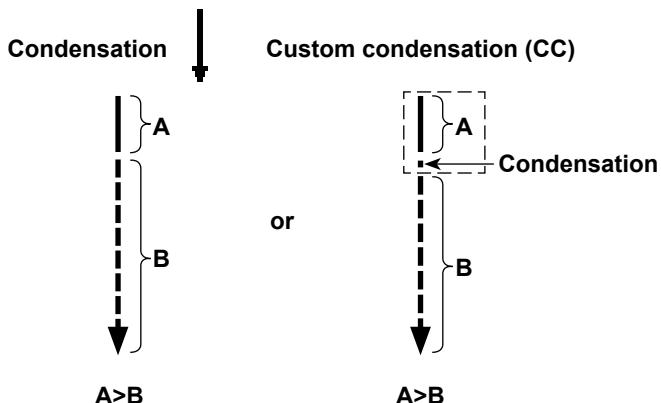 Condensation
Custom condensation (CC)
A
A
Condensation
or
B
B
A>B
A>B